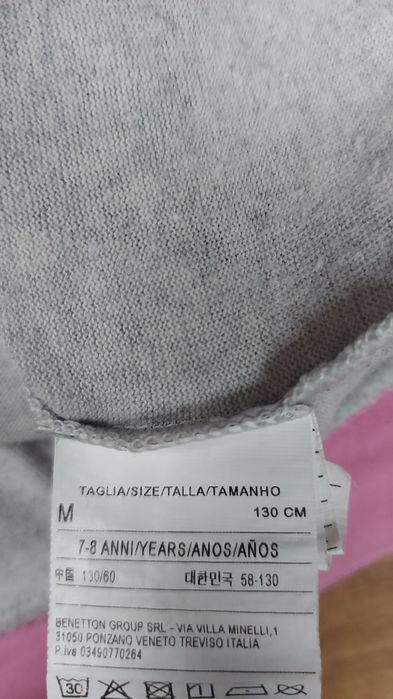 TAGLIA/SIZE/TALLA/TAMANHO
M 130 CM
7-8 ANNI/YEARS/ANOS/AÑOS
中国 130/60 대한민국 58-130
BENETTON GROUP SRL - VIA VILLA MINELLI,1
31050 PONZANO VENETO TREVISO ITALIA
P.iva 03490770264
30